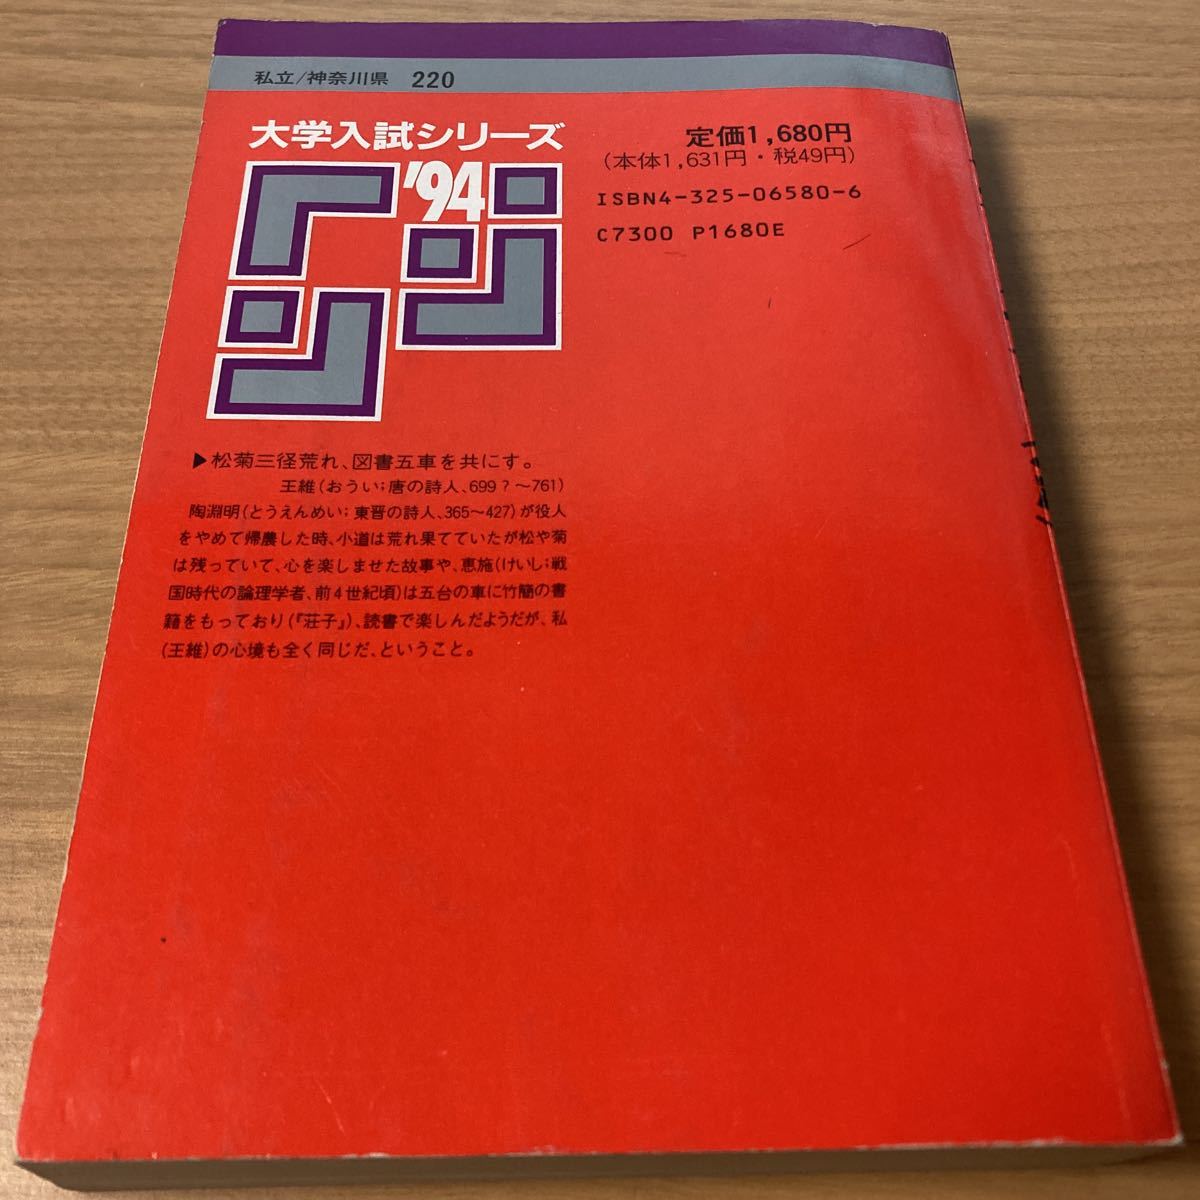 私立/神奈川県 220
大学入試シリーズ
'94
定価1,680円
(本体1,631円・税49円)
ISBN4-325-06580-6
C7300 P1680E
▶松菊三径荒れ、図書五車を共にす。
王維(おうい;唐の詩人、699？〜761)
陶淵明(とうえんめい;東晋の詩人、365〜427)が役人
をやめて帰農した時、小道は荒れ果てていたが松や菊
は残っていて、心を楽しませた故事や、恵施(けいし;戦
国時代の論理学者、前4世紀頃)は五台の車に竹簡の書
籍をもっており(『荘子』)、読書で楽しんだようだが、私
(王維)の心境も全く同じだ、ということ。